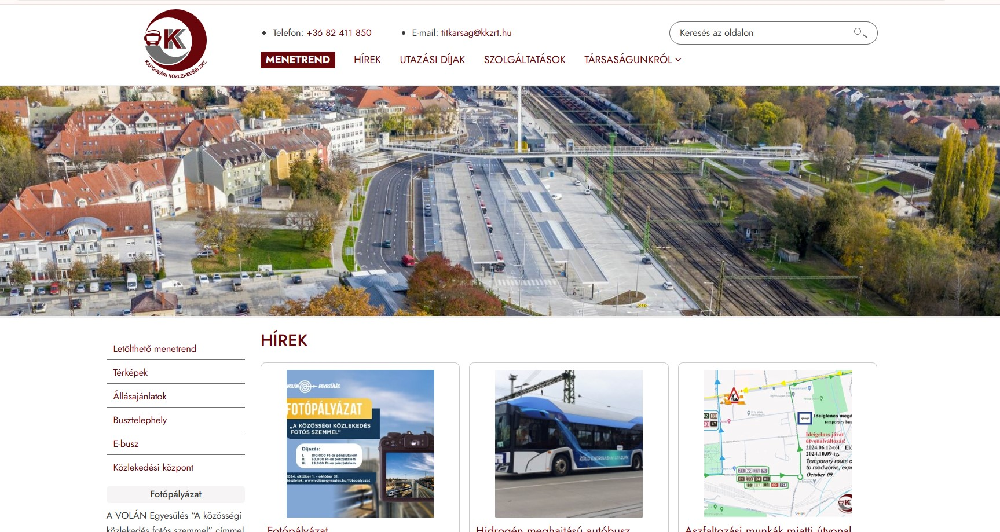 KAPOSVÁRI KÖZLEKEDÉSI ZRT.
Telefon: +36 82 411 850
E-mail: titkarsag@kkzrt.hu
Keresés az oldalon
MENETREND
HÍREK
UTAZÁSI DÍJAK
SZOLGÁLTATÁSOK
TÁRSASÁGUNKRÓL
Letölthető menetrend
Térképek
Állásajánlatok
Busztelephely
E-busz
Közlekedési központ
Fotópályázat
A VOLÁN Egyesülés “A közösségi
közlekedés fotós szemmel” címmel
HÍREK
VOLÁN EGYESÜLÉS
FOTÓPÁLYÁZAT
„A KÖZÖSSÉGI KÖZLEKEDÉS
FOTÓS SZEMMEL”
Díjazás:
I. 100.000 Ft-os pénzjutalom
II. 50.000 Ft-os pénzjutalom
III. 25.000 Ft-os pénzjutalom
2024. október 1. – október 31.
Részletek: www.volanegyesules.hu/fotopalyazat
Fotópályázat
ZÖLD ENERGIÁVAL UTAZUNK
Hidrogén meghajtású autóbusz
Ideiglenes megá
temporary bus
Ideigelnes járat
útvonalváltozás!
2024.06.12-től
2024.10.09-ig.
Temporary route c
to roadworks, expe
October 09.
Google
Aszfaltozási munkák miatti útvonal